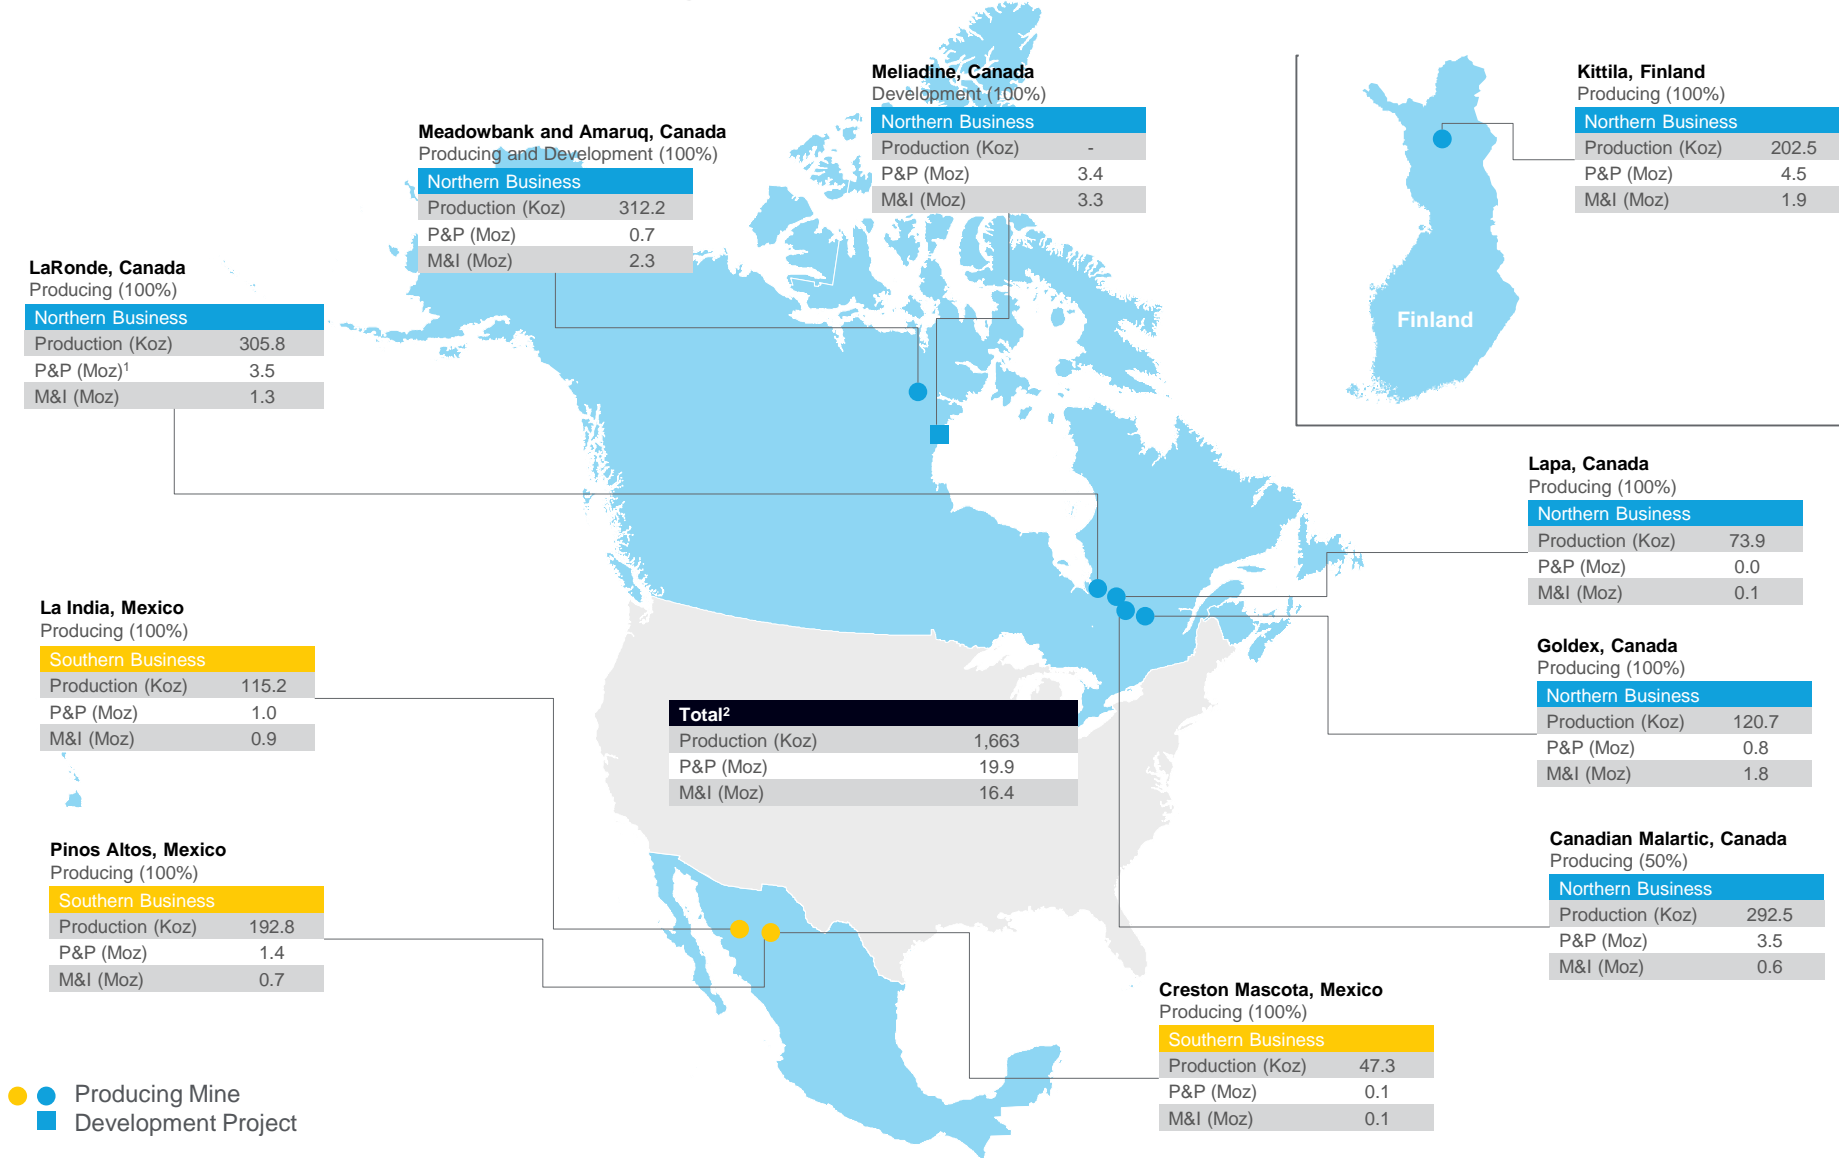 Meliadine, Canada
Development (100%)
Northern Business
Production (Koz) -
P&P (Moz) 3.4
M&I (Moz) 3.3
Kittila, Finland
Producing (100%)
Northern Business
Production (Koz) 202.5
P&P (Moz) 4.5
M&I (Moz) 1.9
Finland
Meadowbank and Amaruq, Canada
Producing and Development (100%)
Northern Business
Production (Koz) 312.2
P&P (Moz) 0.7
M&I (Moz) 2.3
LaRonde, Canada
Producing (100%)
Northern Business
Production (Koz) 305.8
P&P (Moz)¹ 3.5
M&I (Moz) 1.3
Lapa, Canada
Producing (100%)
Northern Business
Production (Koz) 73.9
P&P (Moz) 0.0
M&I (Moz) 0.1
La India, Mexico
Producing (100%)
Southern Business
Production (Koz) 115.2
P&P (Moz) 1.0
M&I (Moz) 0.9
Goldex, Canada
Producing (100%)
Northern Business
Production (Koz) 120.7
P&P (Moz) 0.8
M&I (Moz) 1.8
Total²
Production (Koz) 1,663
P&P (Moz) 19.9
M&I (Moz) 16.4
Pinos Altos, Mexico
Producing (100%)
Southern Business
Production (Koz) 192.8
P&P (Moz) 1.4
M&I (Moz) 0.7
Canadian Malartic, Canada
Producing (50%)
Northern Business
Production (Koz) 292.5
P&P (Moz) 3.5
M&I (Moz) 0.6
Creston Mascota, Mexico
Producing (100%)
Southern Business
Production (Koz) 47.3
P&P (Moz) 0.1
M&I (Moz) 0.1
Producing Mine
Development Project